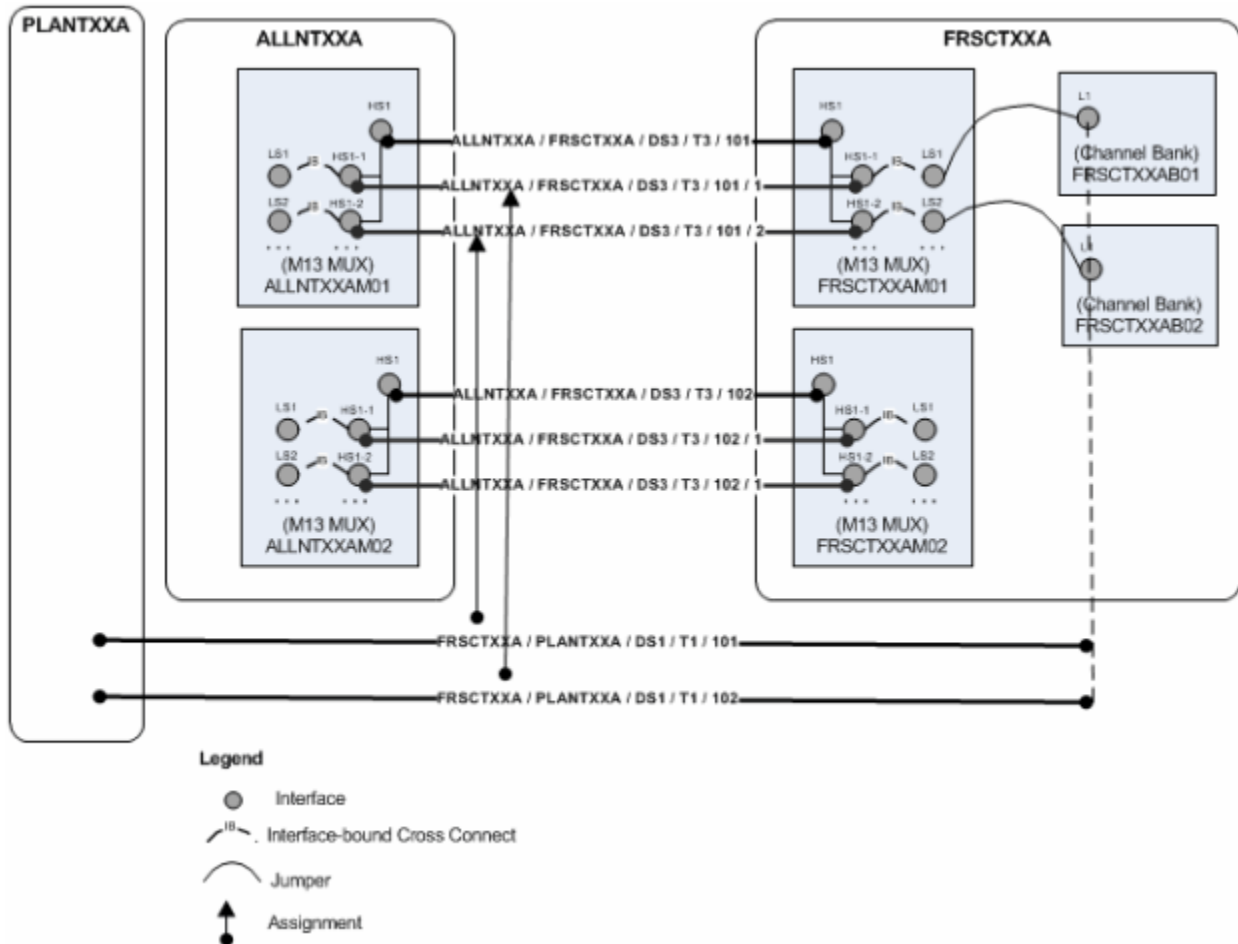 PLANTXXA
ALLNTXXA
FRSCTXXA
HS1
LS1
IB
HS1-1
LS2
IB
HS1-2
...
...
(M13 MUX)
ALLNTXXAM01
ALLNTXXA / FRSCTXXA / DS3 / T3 / 101
ALLNTXXA / FRSCTXXA / DS3 / T3 / 101 / 1
ALLNTXXA / FRSCTXXA / DS3 / T3 / 101 / 2
HS1
HS1-1
IB
LS1
HS1-2
IB
LS2
...
...
(M13 MUX)
FRSCTXXAM01
L1
(Channel Bank)
FRSCTXXAB01
(Channel Bank)
FRSCTXXAB02
HS1
LS1
IB
HS1-1
LS2
IB
HS1-2
...
...
(M13 MUX)
ALLNTXXAM02
ALLNTXXA / FRSCTXXA / DS3 / T3 / 102
ALLNTXXA / FRSCTXXA / DS3 / T3 / 102 / 1
ALLNTXXA / FRSCTXXA / DS3 / T3 / 102 / 1
HS1
HS1-1
IB
LS1
HS1-2
IB
LS2
...
...
(M13 MUX)
FRSCTXXAM02
FRSCTXXA / PLANTXXA / DS1 / T1 / 101
FRSCTXXA / PLANTXXA / DS1 / T1 / 102
Legend
Interface
IB
Interface-bound Cross Connect
Jumper
Assignment